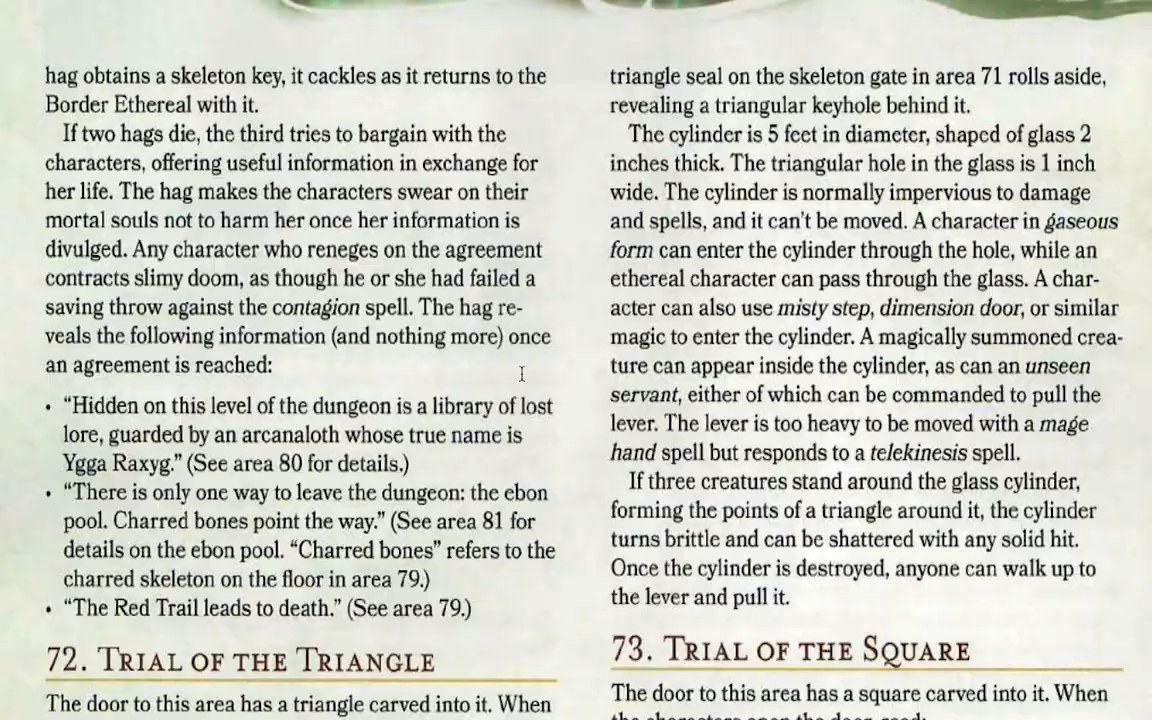 hag obtains a skeleton key, it cackles as it returns to the
Border Ethereal with it.
If two hags die, the third tries to bargain with the
characters, offering useful information in exchange for
her life. The hag makes the characters swear on their
mortal souls not to harm her once her information is
divulged. Any character who reneges on the agreement
contracts slimy doom, as though he or she had failed a
saving throw against the contagion spell. The hag re-
veals the following information (and nothing more) once
an agreement is reached:
• “Hidden on this level of the dungeon is a library of lost
lore, guarded by an arcanaloth whose true name is
Ygga Raxyg.” (See area 80 for details.)
• “There is only one way to leave the dungeon: the ebon
pool. Charred bones point the way.” (See area 81 for
details on the ebon pool. “Charred bones” refers to the
charred skeleton on the floor in area 79.)
• “The Red Trail leads to death.” (See area 79.)
72. Trial of the Triangle
The door to this area has a triangle carved into it. When
triangle seal on the skeleton gate in area 71 rolls aside,
revealing a triangular keyhole behind it.
The cylinder is 5 feet in diameter, shaped of glass 2
inches thick. The triangular hole in the glass is 1 inch
wide. The cylinder is normally impervious to damage
and spells, and it can’t be moved. A character in gaseous
form can enter the cylinder through the hole, while an
ethereal character can pass through the glass. A char-
acter can also use misty step, dimension door, or similar
magic to enter the cylinder. A magically summoned crea-
ture can appear inside the cylinder, as can an unseen
servant, either of which can be commanded to pull the
lever. The lever is too heavy to be moved with a mage
hand spell but responds to a telekinesis spell.
If three creatures stand around the glass cylinder,
forming the points of a triangle around it, the cylinder
turns brittle and can be shattered with any solid hit.
Once the cylinder is destroyed, anyone can walk up to
the lever and pull it.
73. Trial of the Square
The door to this area has a square carved into it. When